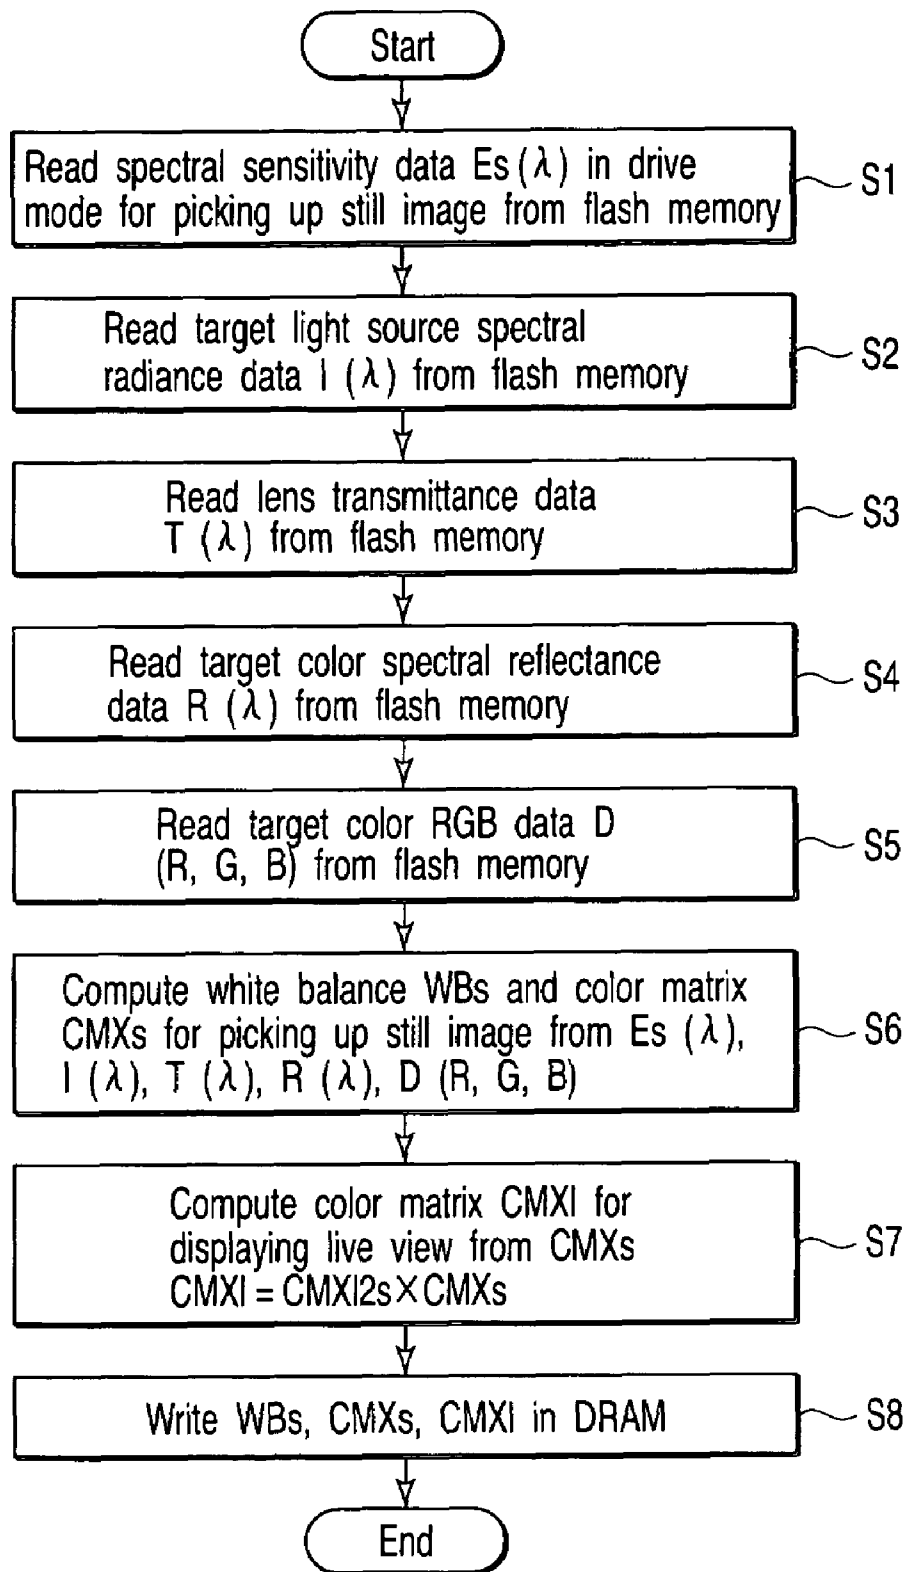 Start
Read spectral sensitivity data Es(λ) in drive
mode for picking up still image from flash memory
S1
Read target light source spectral
radiance data I (λ) from flash memory
S2
Read lens transmittance data
T (λ) from flash memory
S3
Read target color spectral reflectance
data R (λ) from flash memory
S4
Read target color RGB data D
(R, G, B) from flash memory
S5
Compute white balance WBs and color matrix
CMXs for picking up still image from Es (λ),
I (λ), T (λ), R (λ), D (R, G, B)
S6
Compute color matrix CMXl for
displaying live view from CMXs
CMXl = CMXl2s×CMXs
S7
Write WBs, CMXs, CMXl in DRAM
S8
End